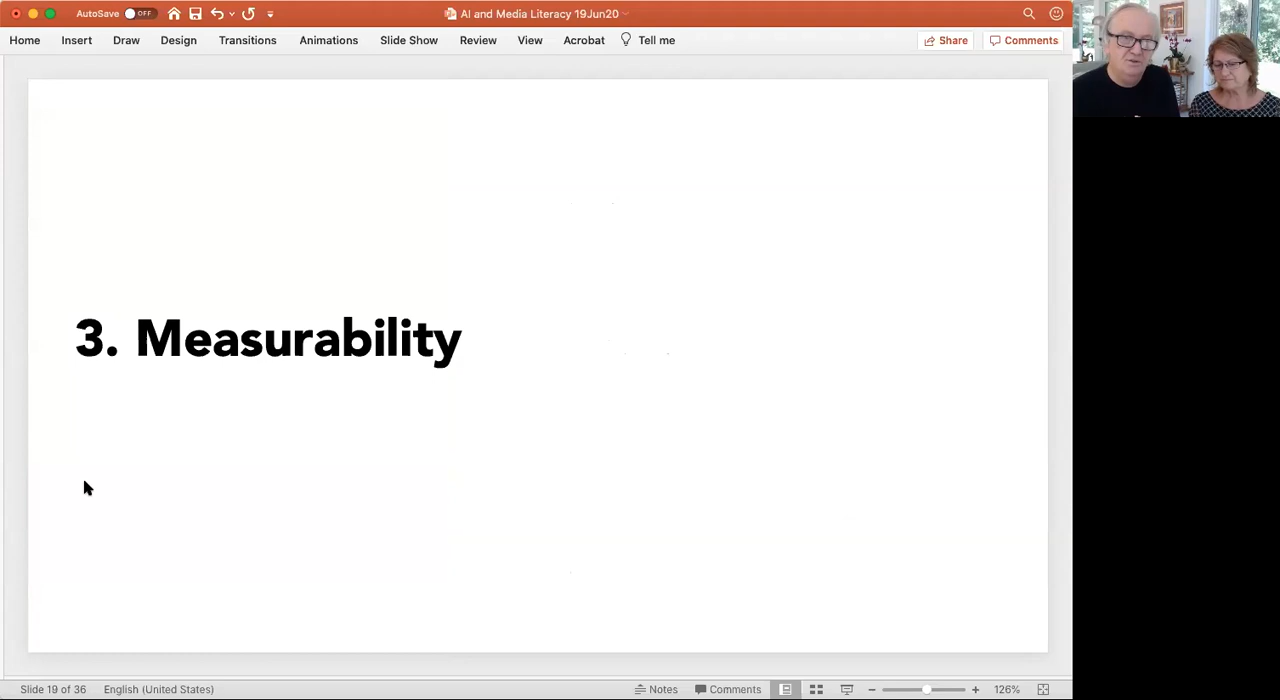 AutoSave OFF AI and Media Literacy 19Jun20
Home Insert Draw Design Transitions Animations Slide Show Review View Acrobat Tell me Share Comments
3. Measurability
Slide 19 of 36 English (United States) Notes Comments 126%